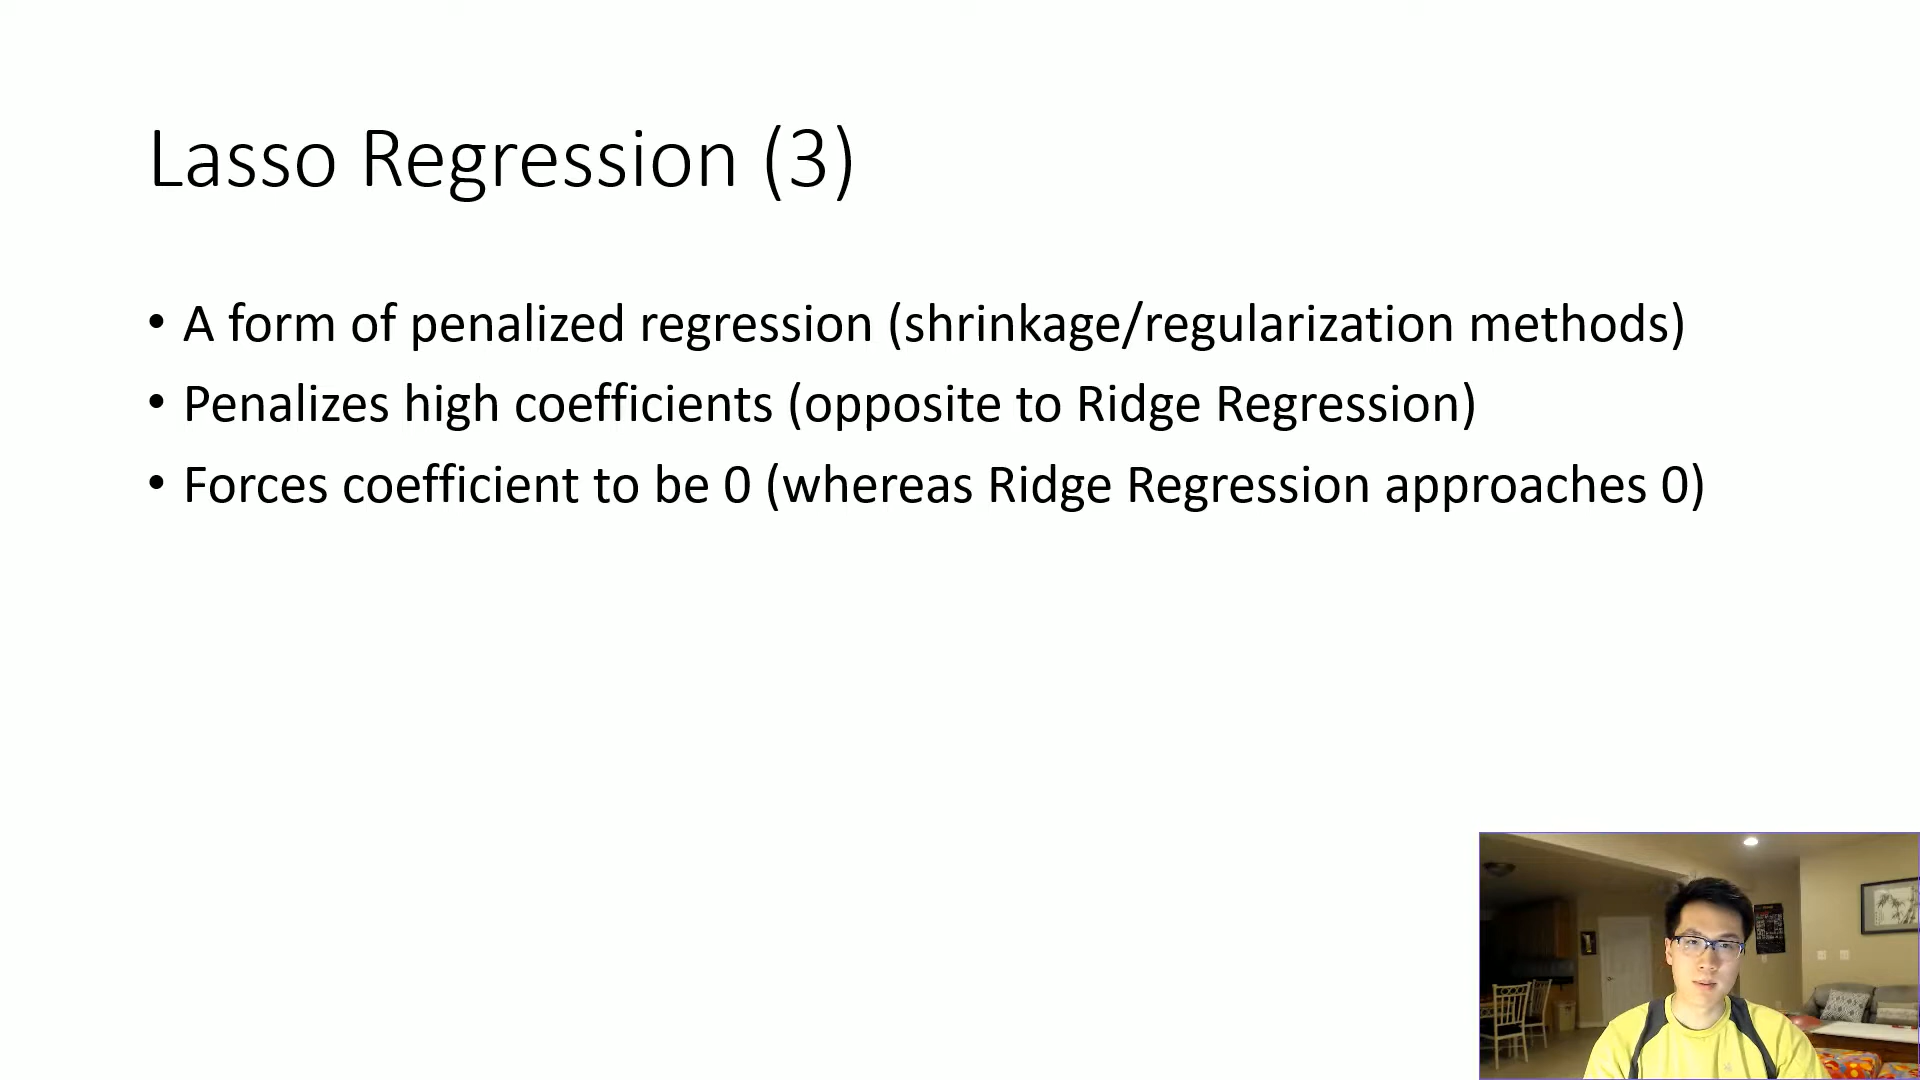 Lasso Regression (3)
• A form of penalized regression (shrinkage/regularization methods)
• Penalizes high coefficients (opposite to Ridge Regression)
• Forces coefficient to be 0 (whereas Ridge Regression approaches 0)